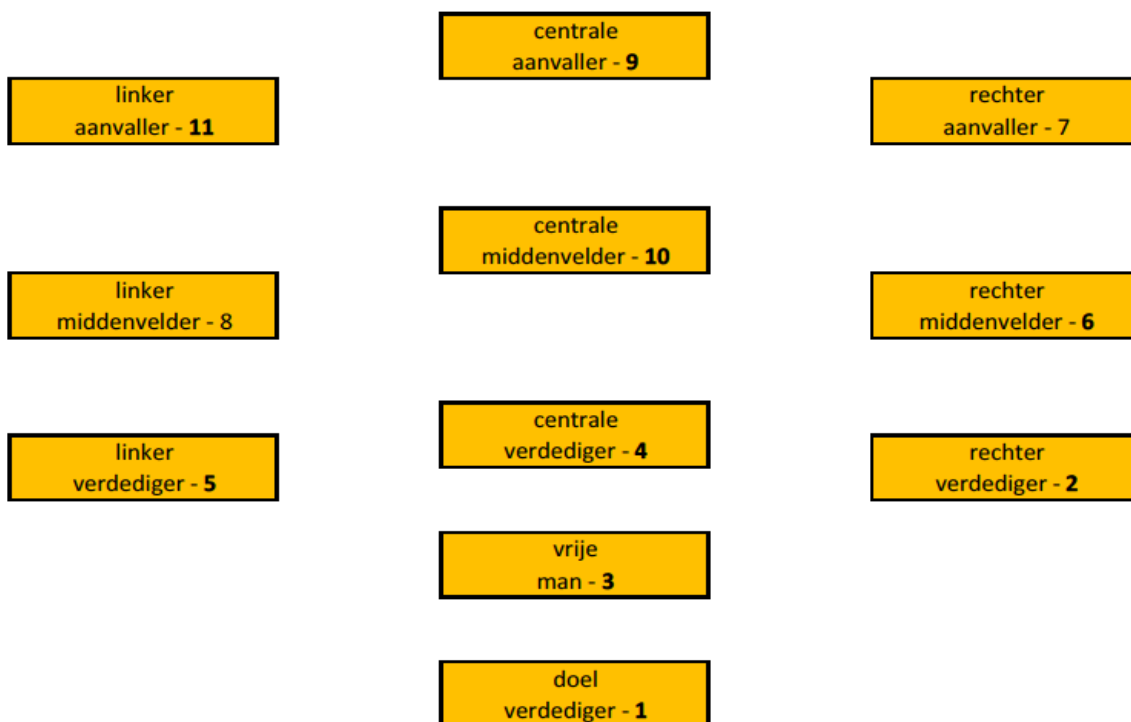 centrale
aanvaller - 9
linker
aanvaller - 11
rechter
aanvaller - 7
centrale
middenvelder - 10
linker
middenvelder - 8
rechter
middenvelder - 6
centrale
verdediger - 4
linker
verdediger - 5
rechter
verdediger - 2
vrije
man - 3
doel
verdediger - 1